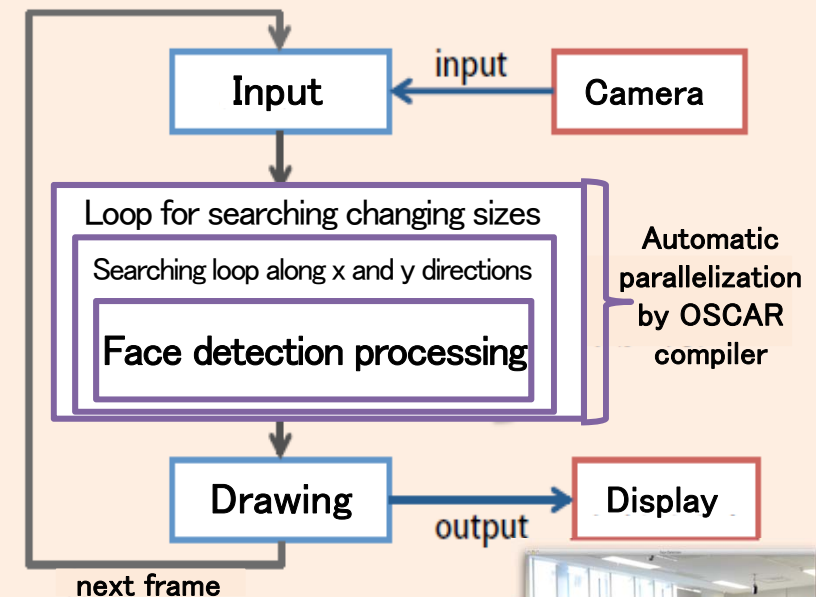 input
Input
Camera
Loop for searching changing sizes
Searching loop along x and y directions
Face detection processing
Automatic
parallelization
by OSCAR
compiler
Drawing
output
Display
next frame